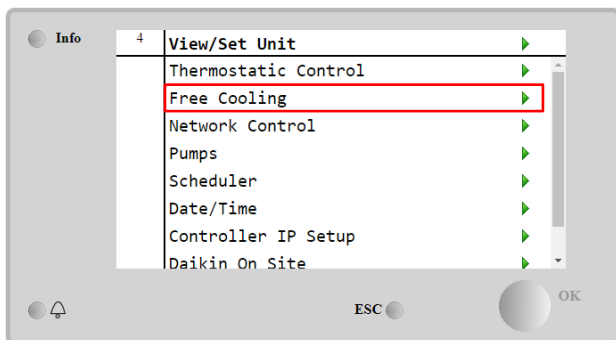 Info
4 View/Set Unit
Thermostatic Control
Free Cooling
Network Control
Pumps
Scheduler
Date/Time
Controller IP Setup
Daikin On Site
ESC
OK